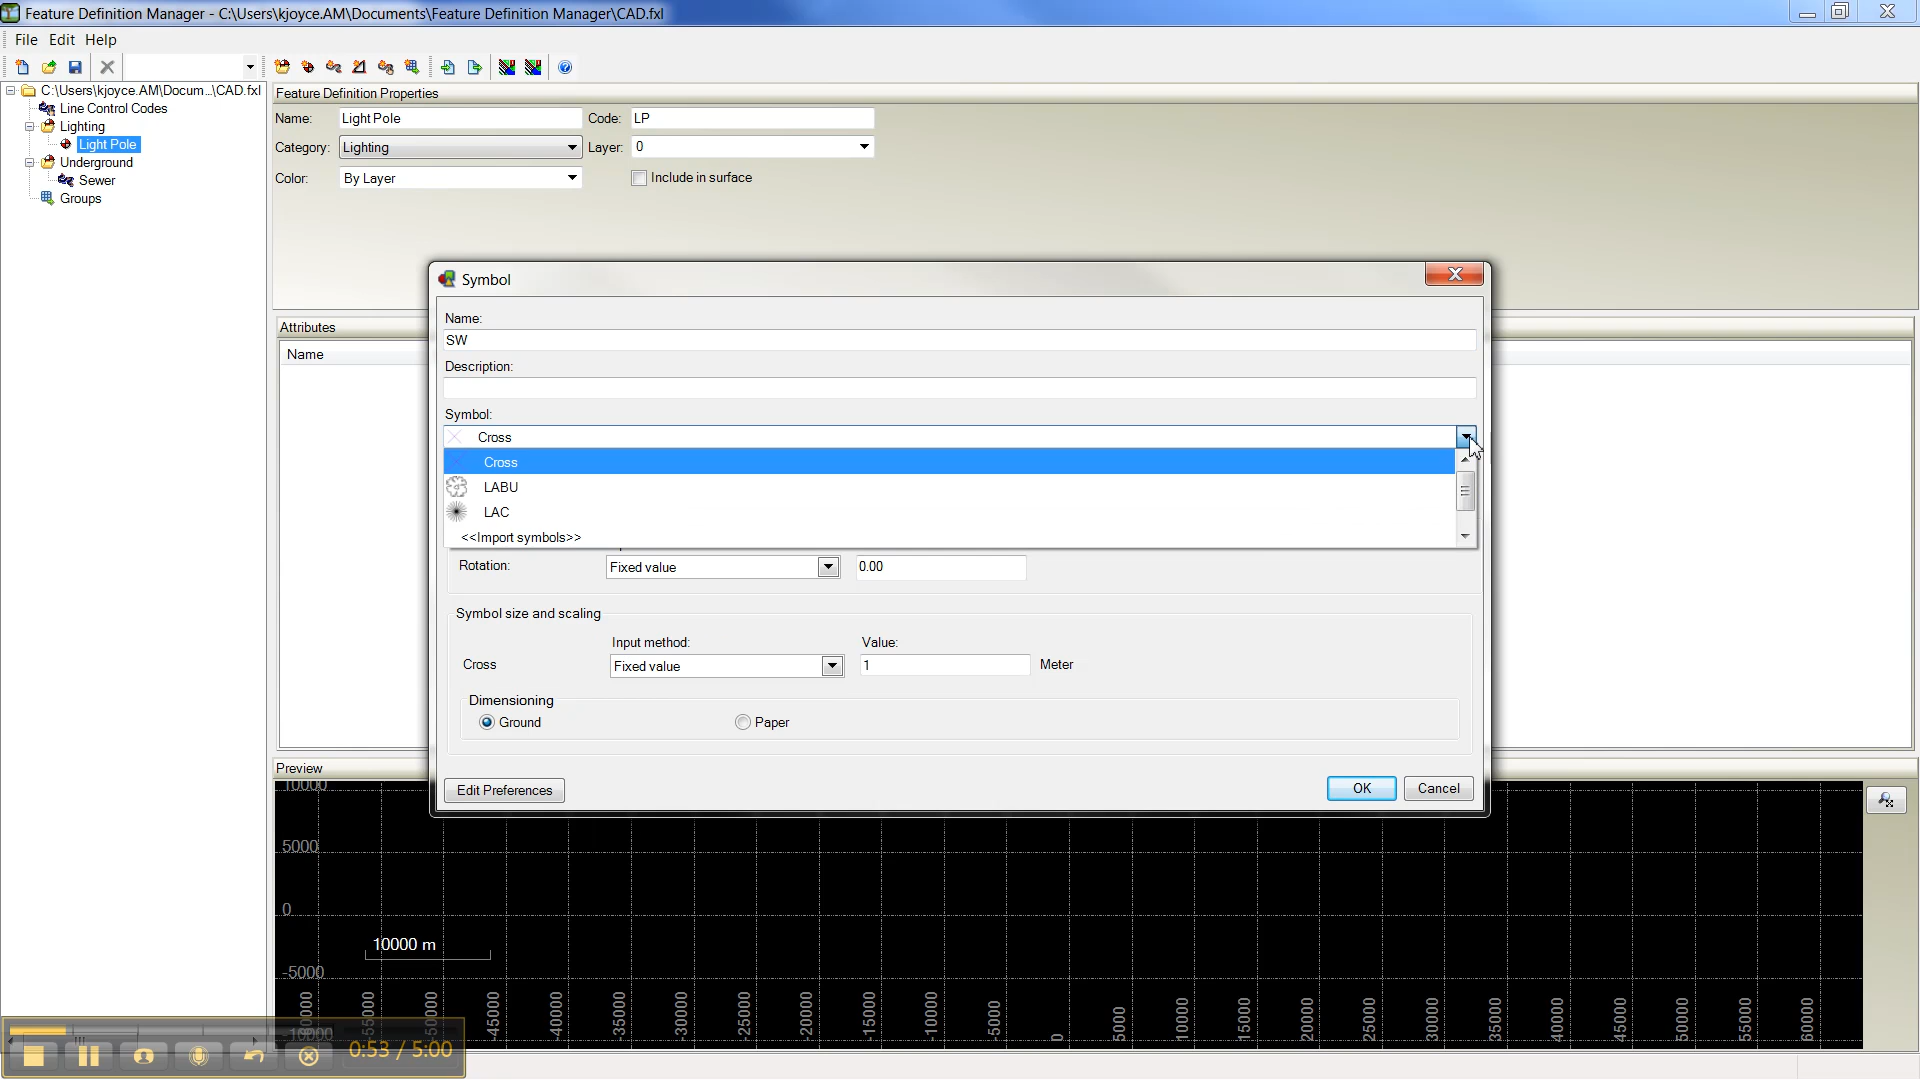 Feature Definition Manager - C:\Users\kjoyce.AM\Documents\Feature Definition Manager\CAD.fxl
File Edit Help
C:\Users\kjoyce.AM\Docum...\CAD.fxl
Line Control Codes
Lighting
Light Pole
Underground
Sewer
Groups
Feature Definition Properties
Name: Light Pole Code: LP
Category: Lighting Layer: 0
Color: By Layer Include in surface
Attributes
Name
Symbol
Name:
SW
Description:
Symbol:
Cross
Cross
LABU
LAC
<<Import symbols>>
Rotation: Fixed value 0.00
Symbol size and scaling
Input method: Value:
Cross Fixed value 1 Meter
Dimensioning
Ground Paper
Edit Preferences OK Cancel
Preview
10000
5000
0
-5000
-10000
10000 m
-45000 -40000 -35000 -30000 -25000 -20000 -15000 -10000 -5000 0 5000 10000 15000 20000 25000 30000 35000 40000 45000 50000 55000 60000
0:53 / 5:00